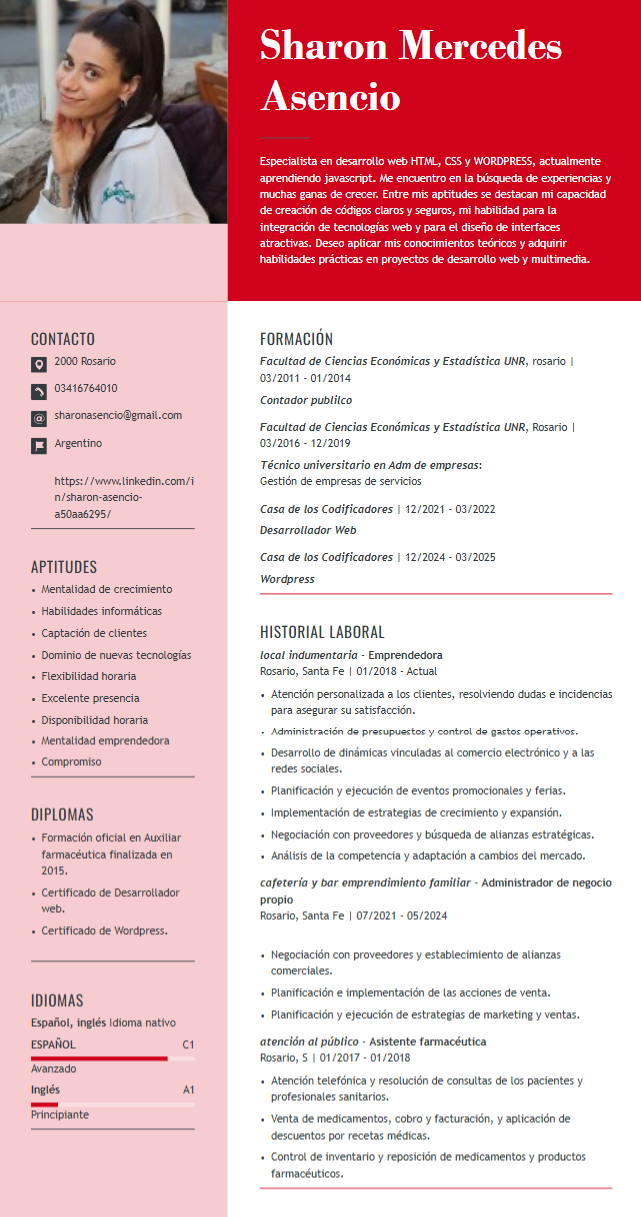 Sharon Mercedes
Asencio
Especialista en desarrollo web HTML, CSS y WORDPRESS, actualmente
aprendiendo javascript. Me encuentro en la búsqueda de experiencias y
muchas ganas de crecer. Entre mis aptitudes se destacan mi capacidad
de creación de códigos claros y seguros, mi habilidad para la
integración de tecnologías web y para el diseño de interfaces
atractivas. Deseo aplicar mis conocimientos teóricos y adquirir
habilidades prácticas en proyectos de desarrollo web y multimedia.
CONTACTO
2000 Rosario
03416764010
sharonasencio@gmail.com
Argentino
https://www.linkedin.com/i
n/sharon-asencio-
a50aa6295/
APTITUDES
• Mentalidad de crecimiento
• Habilidades informáticas
• Captación de clientes
• Dominio de nuevas tecnologías
• Flexibilidad horaria
• Excelente presencia
• Disponibilidad horaria
• Mentalidad emprendedora
• Compromiso
DIPLOMAS
• Formación oficial en Auxiliar
farmacéutica finalizada en
2015.
• Certificado de Desarrollador
web.
• Certificado de Wordpress.
IDIOMAS
Español, inglés Idioma nativo
ESPAÑOL C1
Avanzado
Inglés A1
Principiante
FORMACIÓN
Facultad de Ciencias Económicas y Estadística UNR, rosario |
03/2011 - 01/2014
Contador publilco
Facultad de Ciencias Económicas y Estadística UNR, Rosario |
03/2016 - 12/2019
Técnico universitario en Adm de empresas:
Gestión de empresas de servicios
Casa de los Codificadores | 12/2021 - 03/2022
Desarrollador Web
Casa de los Codificadores | 12/2024 - 03/2025
Wordpress
HISTORIAL LABORAL
local indumentaria - Emprendedora
Rosario, Santa Fe | 01/2018 - Actual
• Atención personalizada a los clientes, resolviendo dudas e incidencias
para asegurar su satisfacción.
• Administración de presupuestos y control de gastos operativos.
• Desarrollo de dinámicas vinculadas al comercio electrónico y a las
redes sociales.
• Planificación y ejecución de eventos promocionales y ferias.
• Implementación de estrategias de crecimiento y expansión.
• Negociación con proveedores y búsqueda de alianzas estratégicas.
• Análisis de la competencia y adaptación a cambios del mercado.
cafetería y bar emprendimiento familiar - Administrador de negocio
propio
Rosario, Santa Fe | 07/2021 - 05/2024
• Negociación con proveedores y establecimiento de alianzas
comerciales.
• Planificación e implementación de las acciones de venta.
• Planificación y ejecución de estrategias de marketing y ventas.
atención al público - Asistente farmacéutica
Rosario, S | 01/2017 - 01/2018
• Atención telefónica y resolución de consultas de los pacientes y
profesionales sanitarios.
• Venta de medicamentos, cobro y facturación, y aplicación de
descuentos por recetas médicas.
• Control de inventario y reposición de medicamentos y productos
farmacéuticos.